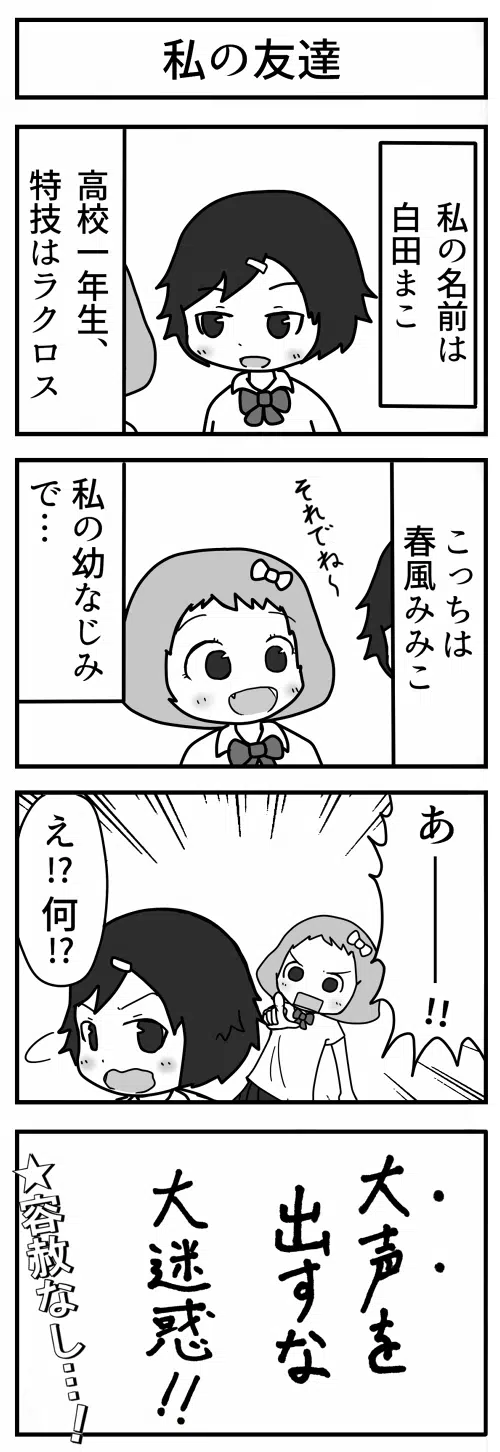 私の友達
私の名前は
白田まこ
高校一年生、
特技はラクロス
こっちは
春風みみこ
それでね～
私の幼なじみ
で…
あ――!!
え!?何!?
大声を
出すな
大迷惑!!
★容赦なし…!